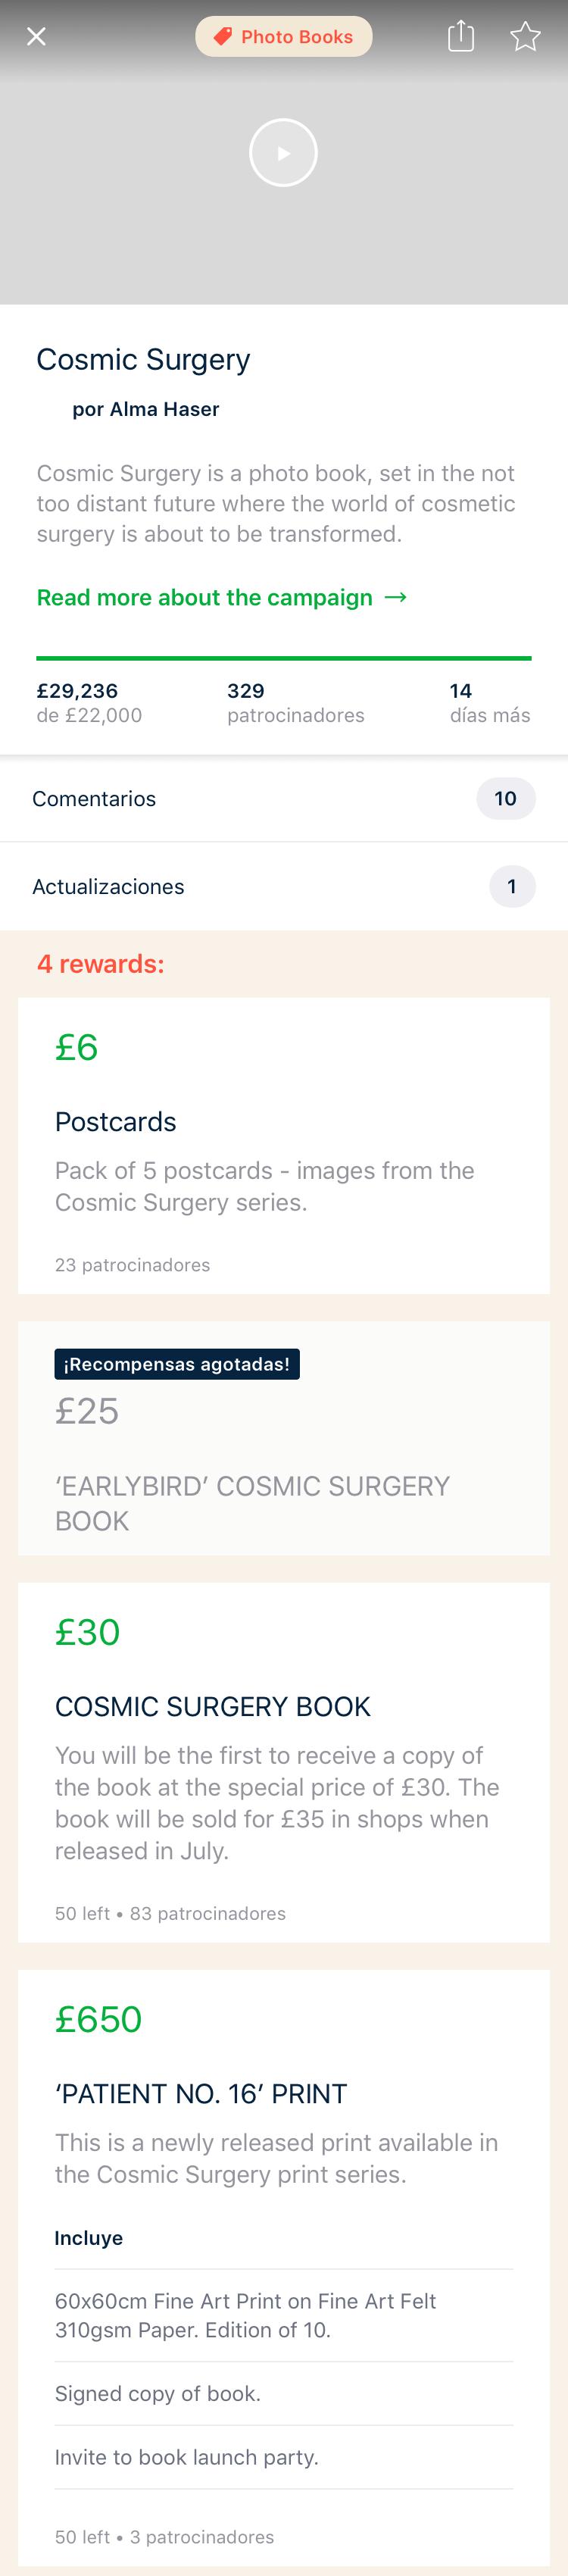 Photo Books
Cosmic Surgery
por Alma Haser
Cosmic Surgery is a photo book, set in the not
too distant future where the world of cosmetic
surgery is about to be transformed.
Read more about the campaign →
£29,236
de £22,000
329
patrocinadores
14
días más
Comentarios
10
Actualizaciones
1
4 rewards:
£6
Postcards
Pack of 5 postcards - images from the
Cosmic Surgery series.
23 patrocinadores
¡Recompensas agotadas!
£25
‘EARLYBIRD’ COSMIC SURGERY
BOOK
£30
COSMIC SURGERY BOOK
You will be the first to receive a copy of
the book at the special price of £30. The
book will be sold for £35 in shops when
released in July.
50 left • 83 patrocinadores
£650
‘PATIENT NO. 16’ PRINT
This is a newly released print available in
the Cosmic Surgery print series.
Incluye
60x60cm Fine Art Print on Fine Art Felt
310gsm Paper. Edition of 10.
Signed copy of book.
Invite to book launch party.
50 left • 3 patrocinadores